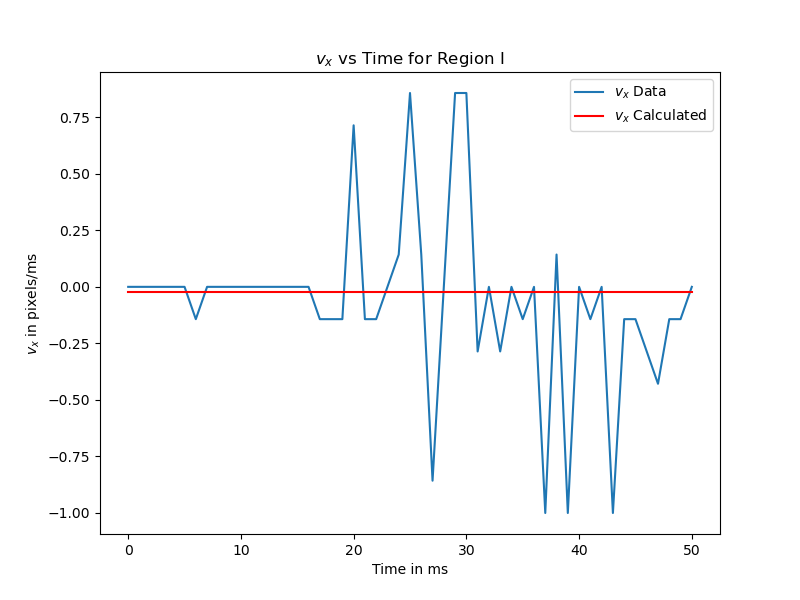 v_x vs Time for Region I
v_x Data
v_x Calculated
0.75
0.50
0.25
0.00
−0.25
−0.50
−0.75
−1.00
v_x in pixels/ms
0 10 20 30 40 50
Time in ms